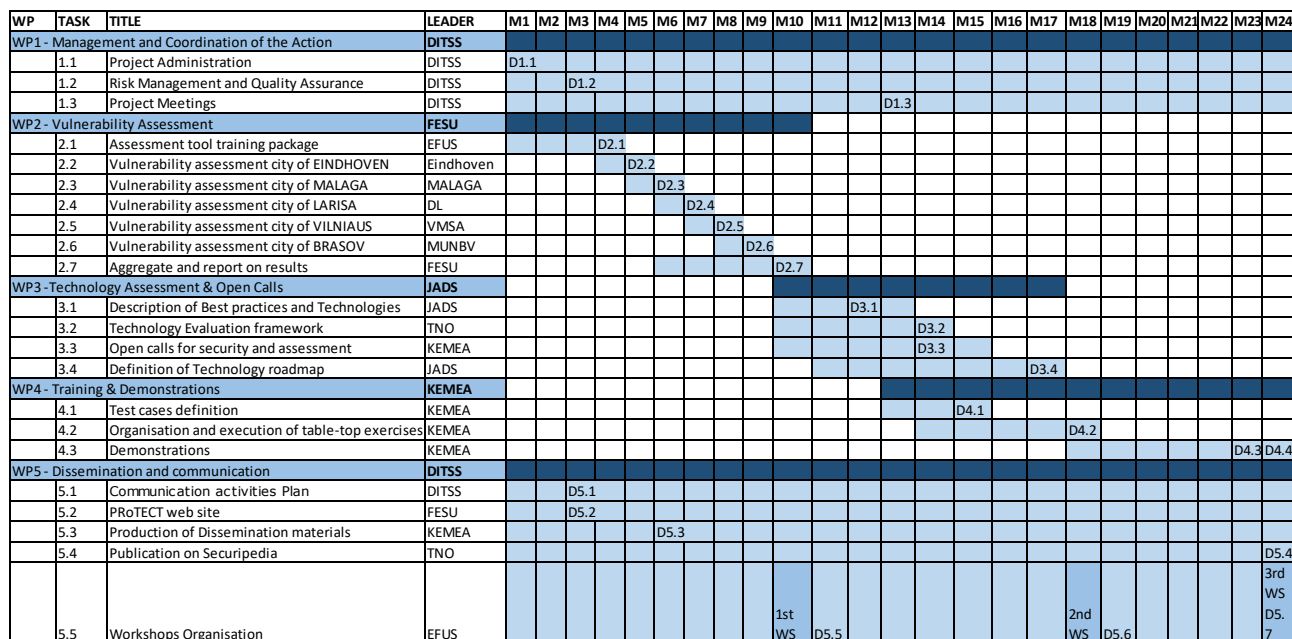 WP TASK TITLE LEADER M1 M2 M3 M4 M5 M6 M7 M8 M9 M10 M11 M12 M13 M14 M15 M16 M17 M18 M19 M20 M21 M22 M23 M24
WP1 - Management and Coordination of the Action DITSS
1.1 Project Administration DITSS D1.1
1.2 Risk Management and Quality Assurance DITSS D1.2
1.3 Project Meetings DITSS D1.3
WP2 - Vulnerability Assessment FESU
2.1 Assessment tool training package EFUS D2.1
2.2 Vulnerability assessment city of EINDHOVEN Eindhoven D2.2
2.3 Vulnerability assessment city of MALAGA MALAGA D2.3
2.4 Vulnerability assessment city of LARISA DL D2.4
2.5 Vulnerability assessment city of VILNIAUS VMSA D2.5
2.6 Vulnerability assessment city of BRASOV MUNBV D2.6
2.7 Aggregate and report on results FESU D2.7
WP3 -Technology Assessment & Open Calls JADS
3.1 Description of Best practices and Technologies JADS D3.1
3.2 Technology Evaluation framework TNO D3.2
3.3 Open calls for security and assessment KEMEA D3.3
3.4 Definition of Technology roadmap JADS D3.4
WP4 - Training & Demonstrations KEMEA
4.1 Test cases definition KEMEA D4.1
4.2 Organisation and execution of table-top exercises KEMEA D4.2
4.3 Demonstrations KEMEA D4.3 D4.4
WP5 - Dissemination and communication DITSS
5.1 Communication activities Plan DITSS D5.1
5.2 PRoTECT web site FESU D5.2
5.3 Production of Dissemination materials KEMEA D5.3
5.4 Publication on Securipedia TNO D5.4
3rd
WS
1st 2nd D5.
5.5 Workshops Organisation EFUS WS D5.5 WS D5.6 7